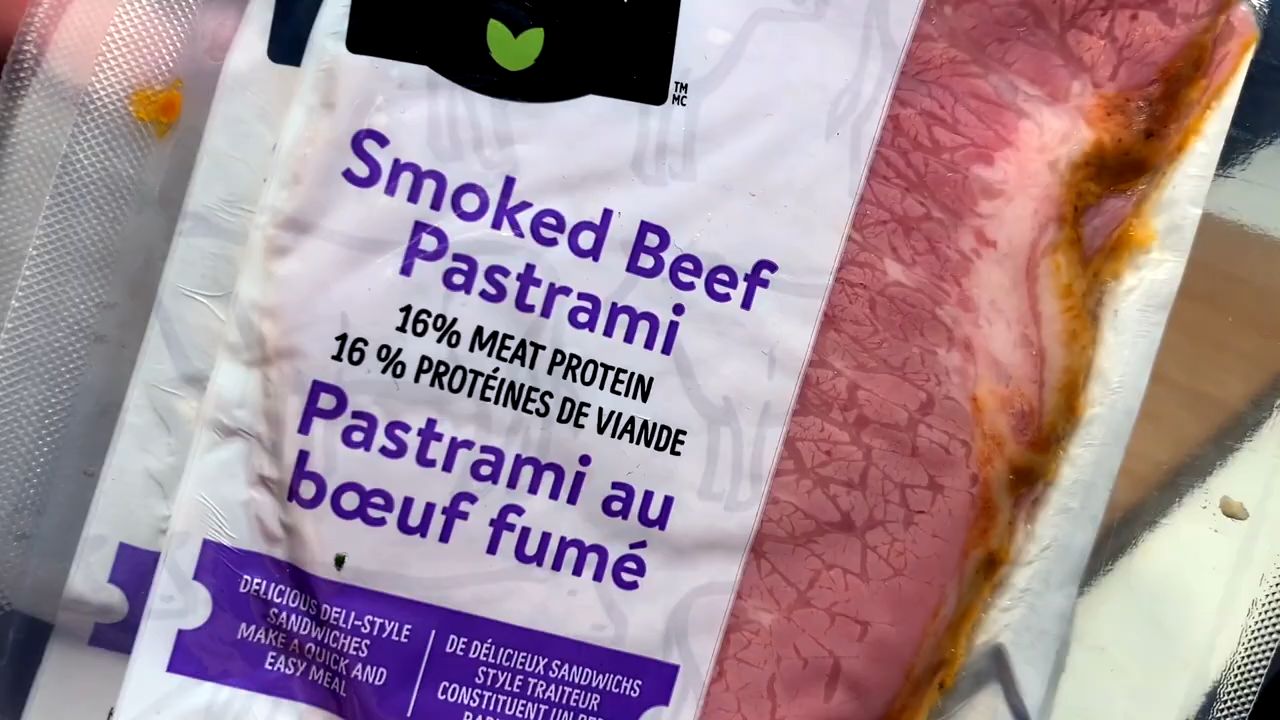 TM
MC
Smoked Beef
Pastrami
16% MEAT PROTEIN
16 % PROTÉINES DE VIANDE
Pastrami au
bœuf fumé
DELICIOUS DELI-STYLE
SANDWICHES
MAKE A QUICK AND
EASY MEAL
DE DÉLICIEUX SANDWICHS
STYLE TRAITEUR
CONSTITUENT UN